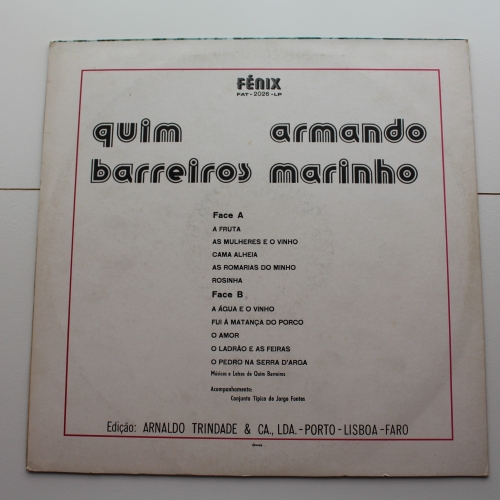 FÉNIX
FAT - 2026 - LP
quim armando
barreiros marinho
Face A
A FRUTA
AS MULHERES E O VINHO
CAMA ALHEIA
AS ROMARIAS DO MINHO
ROSINHA
Face B
A ÁGUA E O VINHO
FUI À MATANÇA DO PORCO
O AMOR
O LADRÃO E AS FEIRAS
O PEDRO NA SERRA D'ARGA
Músicas e Letras de Quim Barreiros
Acompanhamento:
Conjunto Típico de Jorge Fontes
Edição: ARNALDO TRINDADE & CA., LDA. - PORTO - LISBOA - FARO